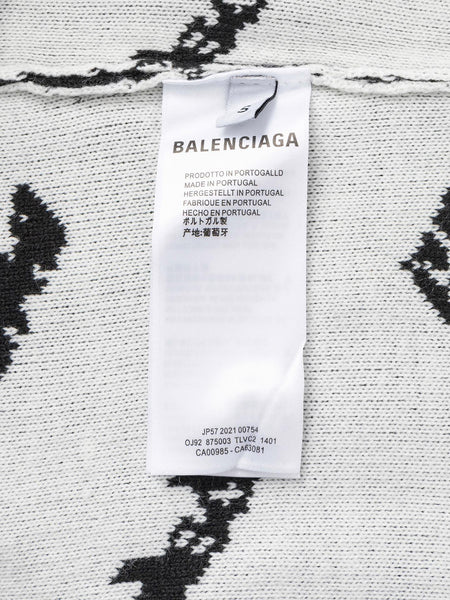 S
BALENCIAGA
PRODOTTO IN PORTOGALLD
MADE IN PORTUGAL
HERGESTELLT IN PORTUGAL
FABRIQUE EN PORTUGAL
HECHO EN PORTUGAL
ポルトガル製
产地:葡萄牙
JP57 2021 00754
OJ92 875003 TLVC2 1401
CA00985 - CA63081